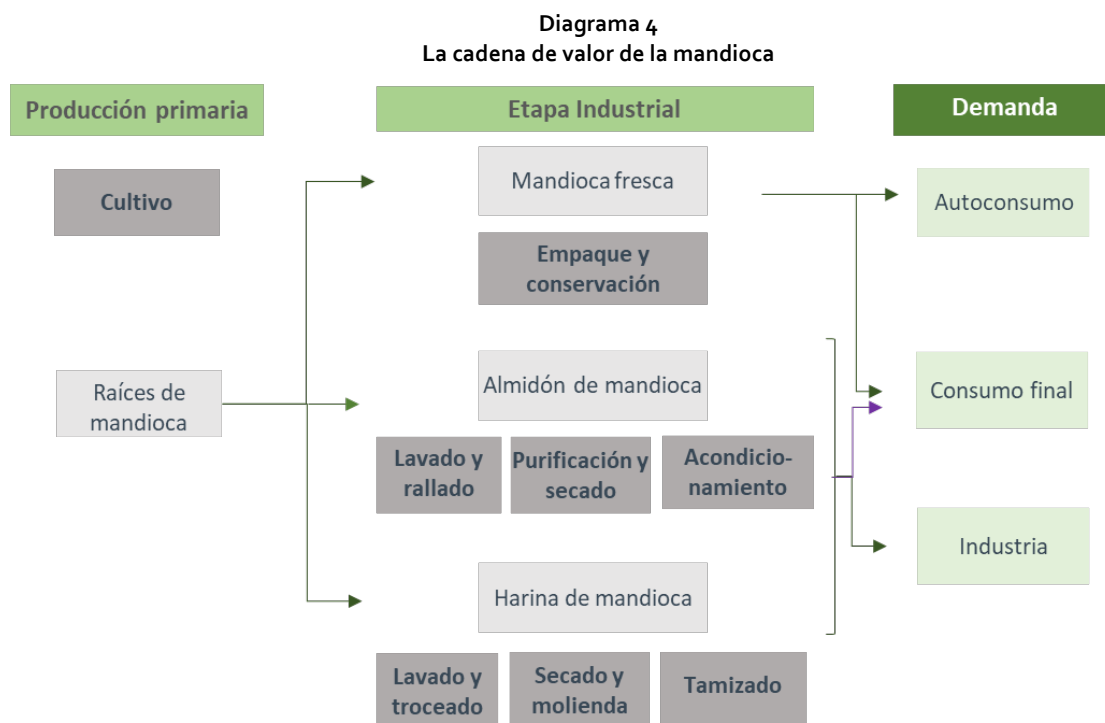 Diagrama 4
La cadena de valor de la mandioca
Producción primaria
Etapa Industrial
Demanda
Cultivo
Mandioca fresca
Autoconsumo
Empaque y
conservación
Raíces de
mandioca
Almidón de mandioca
Consumo final
Lavado y
rallado
Purificación y
secado
Acondicio-
namiento
Industria
Harina de mandioca
Lavado y
troceado
Secado y
molienda
Tamizado